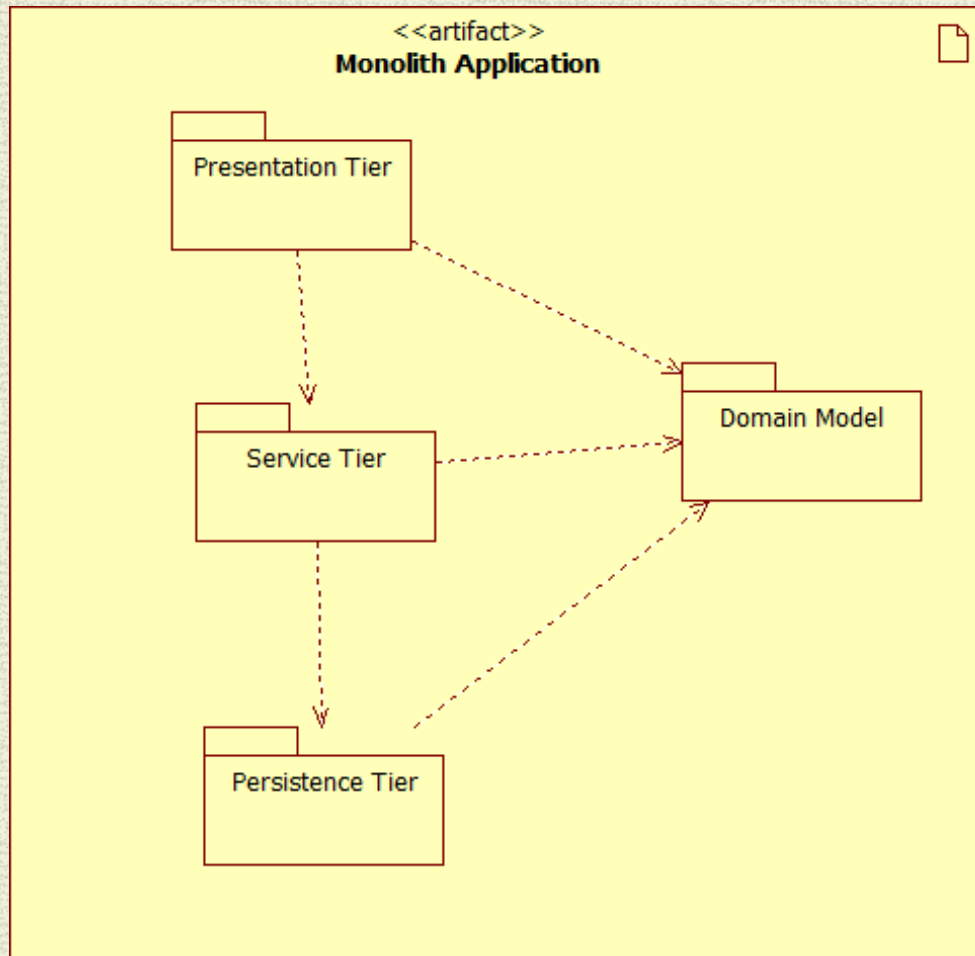 <<artifact>>
Monolith Application
Presentation Tier
Service Tier
Domain Model
Persistence Tier